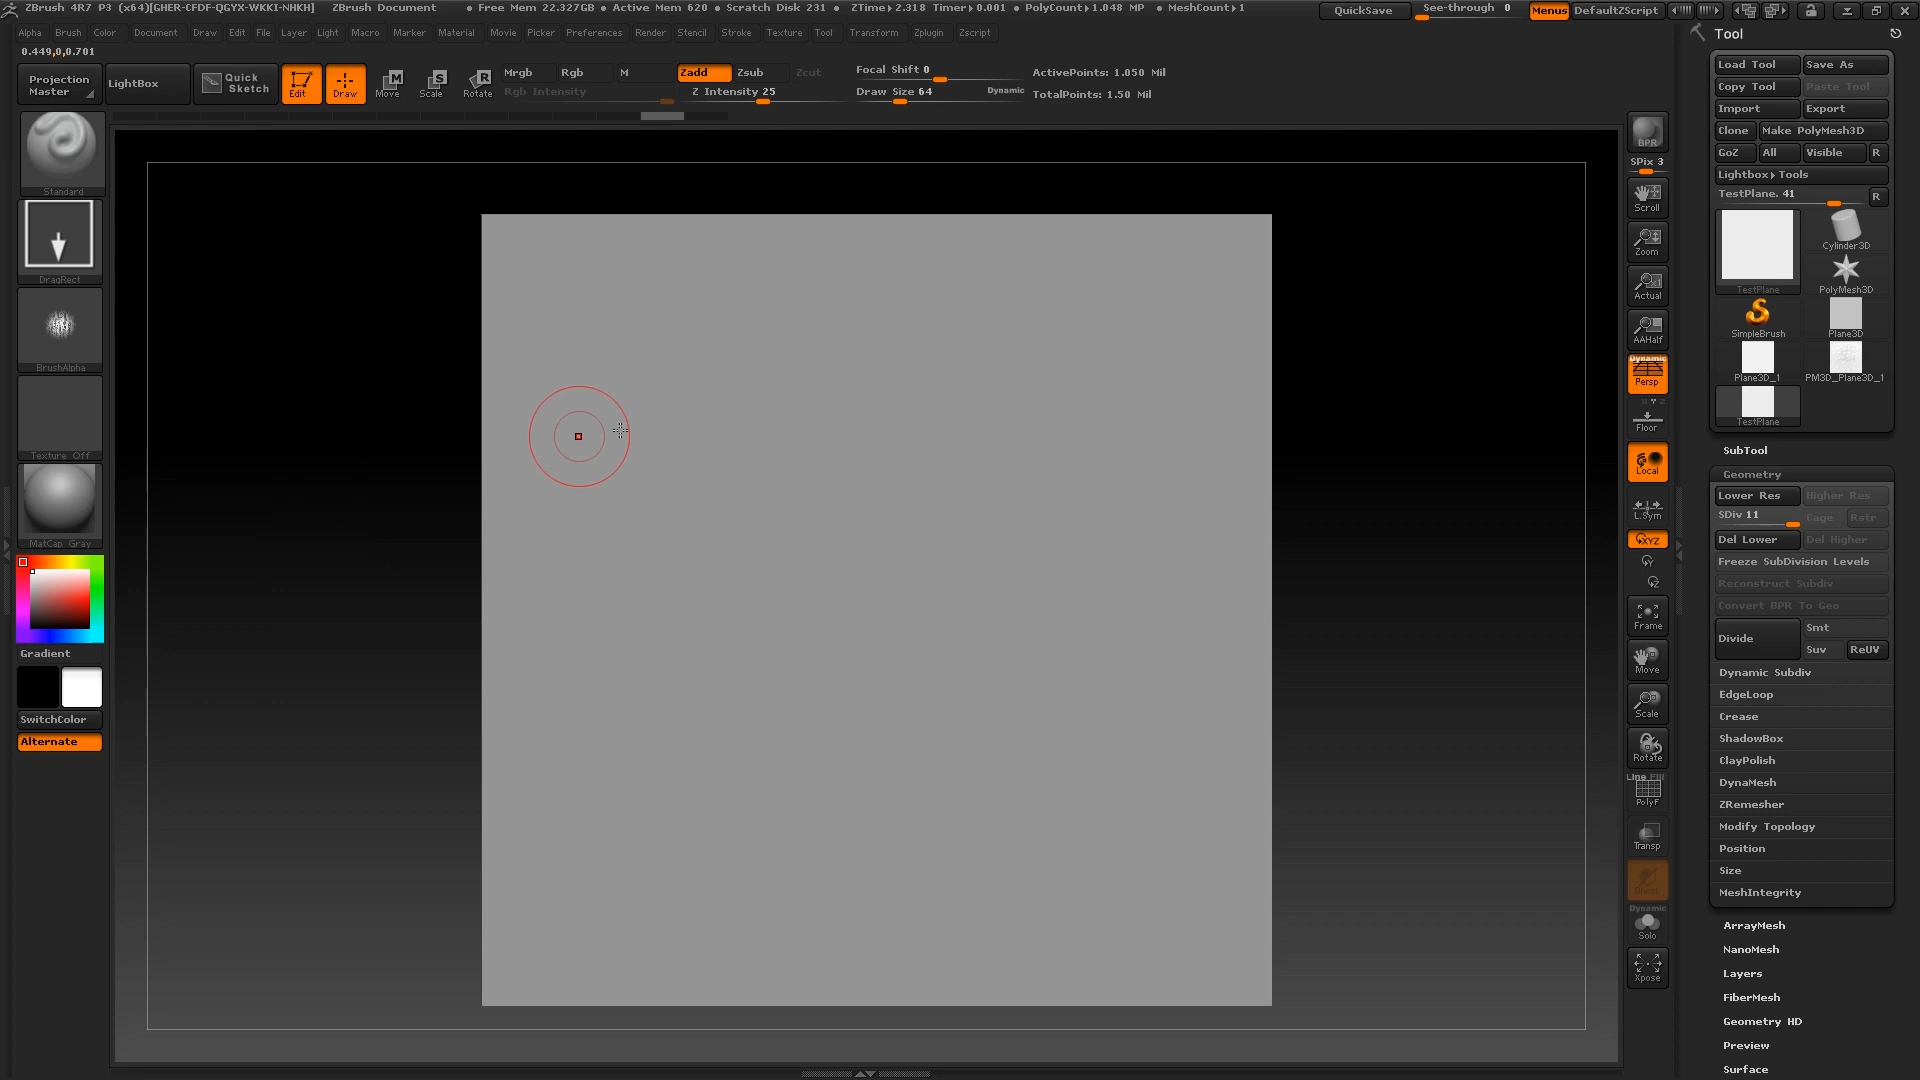 ZBrush 4R7 P3 (x64)[GHER-CFDF-QGYX-WKKI-NHKH] ZBrush Document • Free Mem 22.327GB • Active Mem 620 • Scratch Disk 231 • ZTime▸2.318 Timer▸0.001 • PolyCount▸1.048 MP • MeshCount▸1 QuickSave See-through 0 Menus DefaultZScript
Alpha Brush Color Document Draw Edit File Layer Light Macro Marker Material Movie Picker Preferences Render Stencil Stroke Texture Tool Transform Zplugin Zscript
0.449,0,0.701
Projection Master
LightBox
Quick Sketch
Edit
Draw
Move
Scale
Rotate
Mrgb Rgb M
Rgb Intensity
Zadd Zsub Zcut
Z Intensity 25
Focal Shift 0
Draw Size 64 Dynamic
ActivePoints: 1.050 Mil
TotalPoints: 1.50 Mil
Standard
DragRect
BrushAlpha
Texture Off
MatCap Gray
Gradient
SwitchColor
Alternate
BPR
SPix 3
Scroll
Zoom
Actual
AAHalf
Dynamic
Persp
Floor
Local
L.Sym
XYZ
Y
Z
Frame
Move
Scale
Rotate
Line Fill
PolyF
Transp
Ghost
Dynamic
Solo
Xpose
Tool
Load Tool Save As
Copy Tool Paste Tool
Import Export
Clone Make PolyMesh3D
GoZ All Visible R
Lightbox▸Tools
TestPlane. 41 R
TestPlane
Cylinder3D
PolyMesh3D
SimpleBrush Plane3D
Plane3D_1 PM3D_Plane3D_1
TestPlane
SubTool
Geometry
Lower Res Higher Res
SDiv 11 Cage Rstr
Del Lower Del Higher
Freeze SubDivision Levels
Reconstruct Subdiv
Convert BPR To Geo
Divide Smt
Suv ReUV
Dynamic Subdiv
EdgeLoop
Crease
ShadowBox
ClayPolish
DynaMesh
ZRemesher
Modify Topology
Position
Size
MeshIntegrity
ArrayMesh
NanoMesh
Layers
FiberMesh
Geometry HD
Preview
Surface